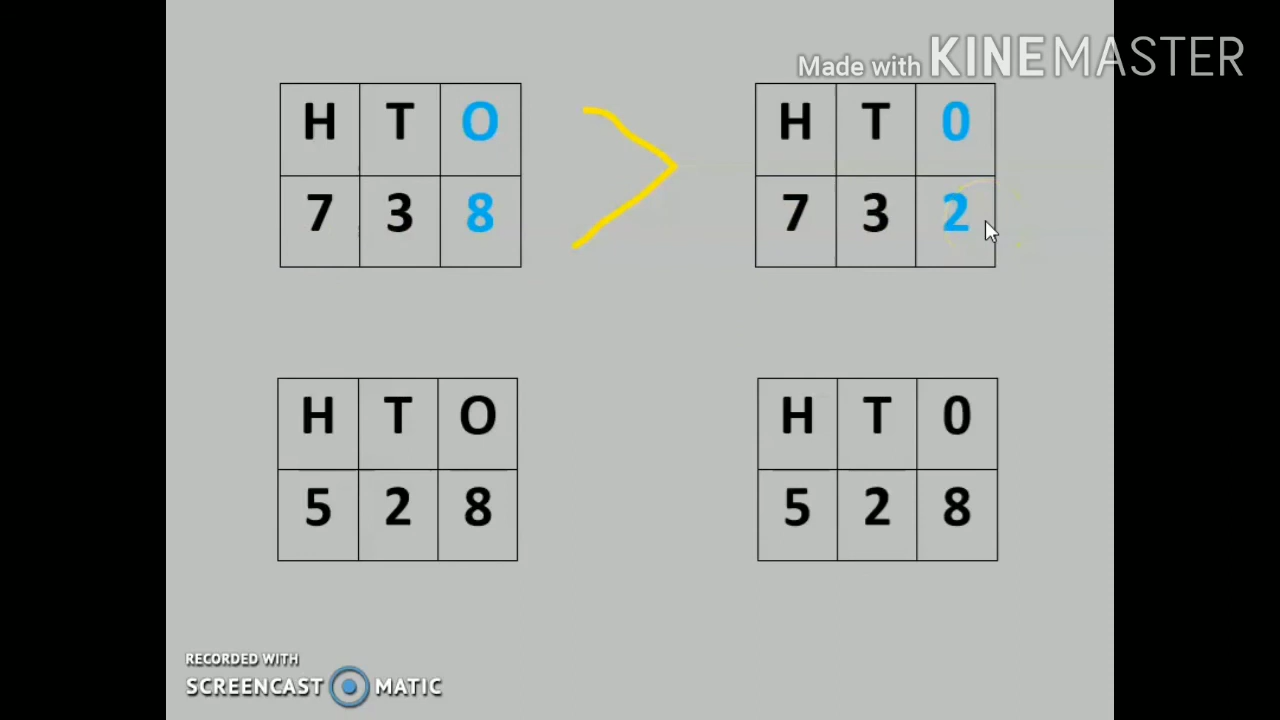 Made with KINEMASTER
H T O
H T 0
7 3 8
>
7 3 2
H T O
H T 0
5 2 8
5 2 8
RECORDED WITH
SCREENCAST MATIC